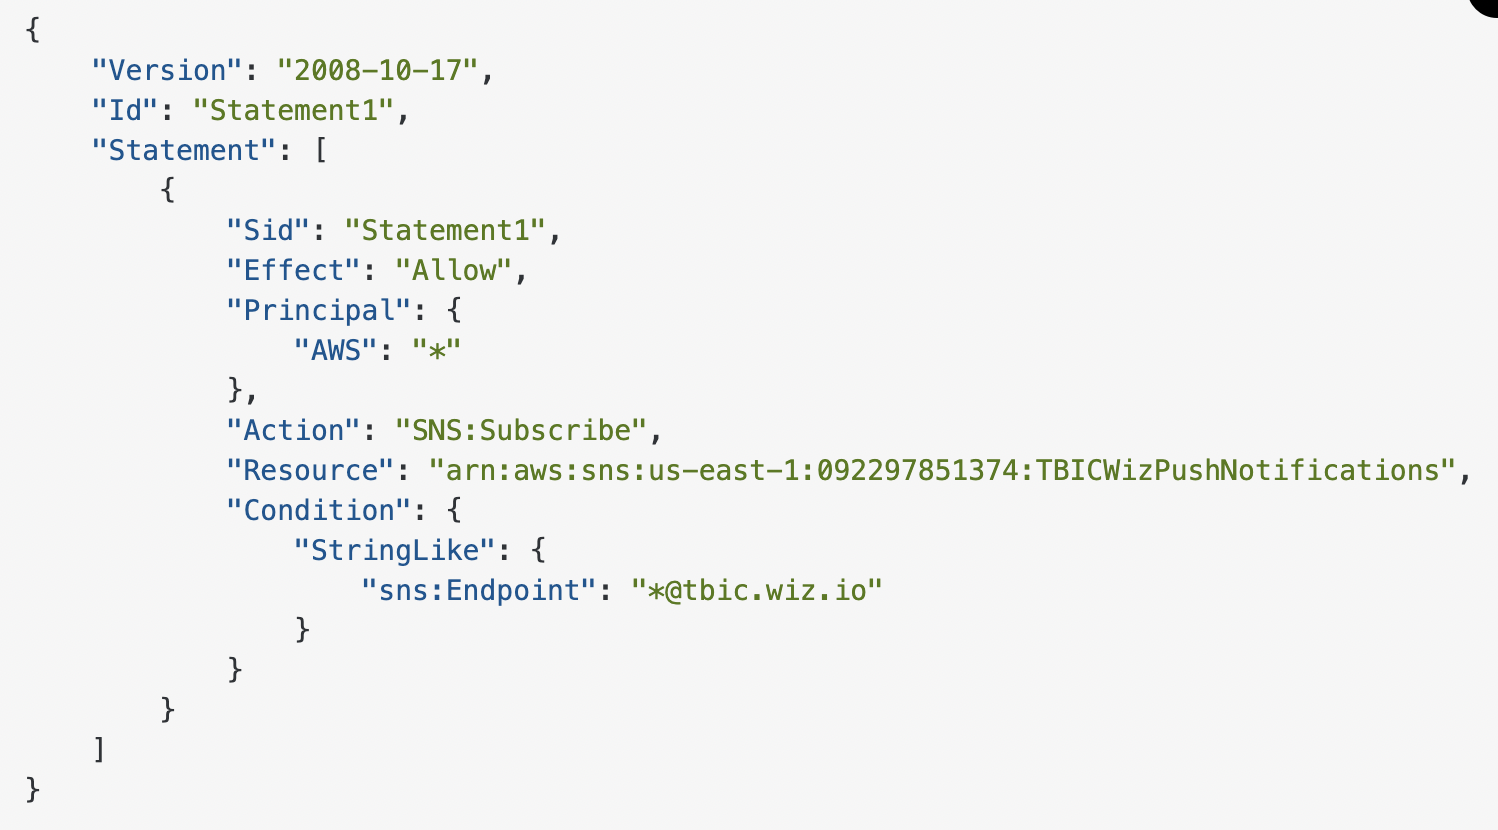 {
    "Version": "2008-10-17",
    "Id": "Statement1",
    "Statement": [
        {
            "Sid": "Statement1",
            "Effect": "Allow",
            "Principal": {
                "AWS": "*"
            },
            "Action": "SNS:Subscribe",
            "Resource": "arn:aws:sns:us-east-1:092297851374:TBICWizPushNotifications",
            "Condition": {
                "StringLike": {
                    "sns:Endpoint": "*@tbic.wiz.io"
                }
            }
        }
    ]
}